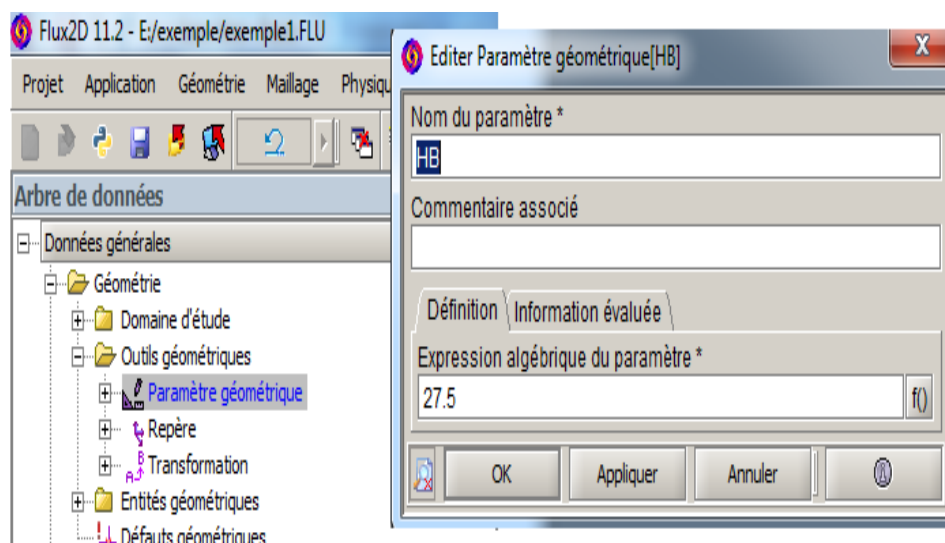 Flux2D 11.2 - E:/exemple/exemple1.FLU
Projet Application Géométrie Maillage Physiqu
Arbre de données
Données générales
Géométrie
Domaine d'étude
Outils géométriques
Paramètre géométrique
Repère
Transformation
Entités géométriques
Défauts géométriques
Editer Paramètre géométrique[HB]
Nom du paramètre *
HB
Commentaire associé
Définition Information évaluée
Expression algébrique du paramètre *
27.5 f()
OK Appliquer Annuler